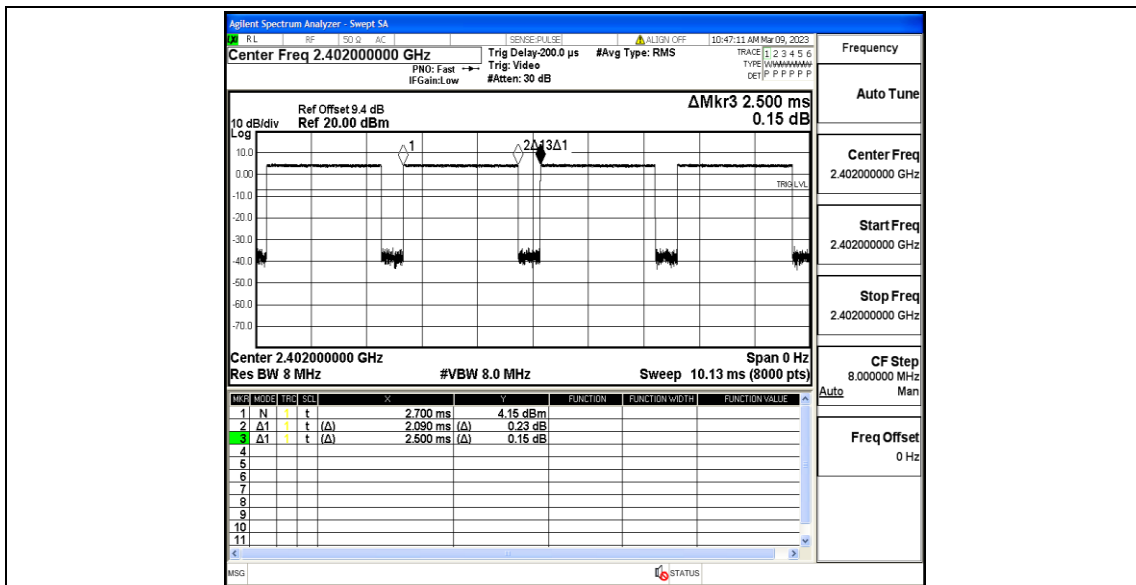 Agilent Spectrum Analyzer - Swept SA
RL RF 50 Ω AC SENSE:PULSE ALIGN OFF 10:47:11 AM Mar 09, 2023
Center Freq 2.402000000 GHz
PNO: Fast
IFGain:Low
Trig Delay-200.0 µs
Trig: Video
#Atten: 30 dB
#Avg Type: RMS
TRACE 1 2 3 4 5 6
TYPE
DET P P P P P P
Ref Offset 9.4 dB
10 dB/div Ref 20.00 dBm
Log
ΔMkr3 2.500 ms
0.15 dB
10.0
0.00
-10.0
-20.0
-30.0
-40.0
-50.0
-60.0
-70.0
1
2Δ1
3Δ1
TRIG LVL
Center 2.402000000 GHz
Span 0 Hz
Res BW 8 MHz #VBW 8.0 MHz Sweep 10.13 ms (8000 pts)
MKR MODE TRC SCL X Y FUNCTION FUNCTION WIDTH FUNCTION VALUE
1 N 1 t 2.700 ms 4.15 dBm
2 Δ1 1 t (Δ) 2.090 ms (Δ) 0.23 dB
3 Δ1 1 t (Δ) 2.500 ms (Δ) 0.15 dB
4
5
6
7
8
9
10
11
MSG STATUS
Frequency
Auto Tune
Center Freq
2.402000000 GHz
Start Freq
2.402000000 GHz
Stop Freq
2.402000000 GHz
CF Step
8.000000 MHz
Auto Man
Freq Offset
0 Hz